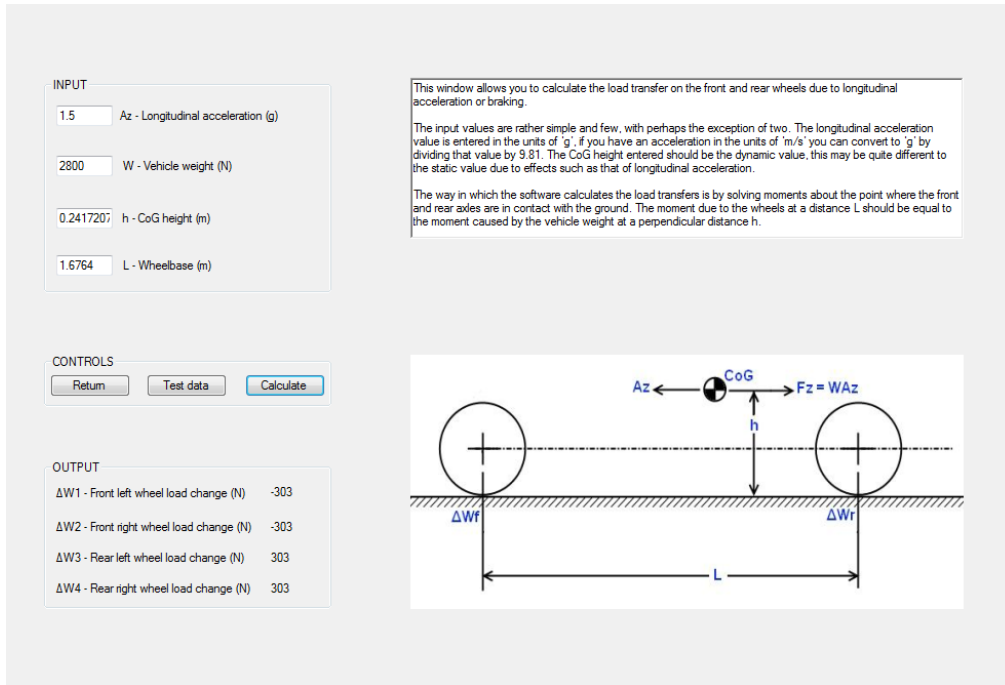 INPUT
1.5 Az - Longitudinal acceleration (g)
2800 W - Vehicle weight (N)
0.2417207 h - CoG height (m)
1.6764 L - Wheelbase (m)
This window allows you to calculate the load transfer on the front and rear wheels due to longitudinal
acceleration or braking.
The input values are rather simple and few, with perhaps the exception of two. The longitudinal acceleration
value is entered in the units of 'g', if you have an acceleration in the units of 'm/s' you can convert to 'g' by
dividing that value by 9.81. The CoG height entered should be the dynamic value, this may be quite different to
the static value due to effects such as that of longitudinal acceleration.
The way in which the software calculates the load transfers is by solving moments about the point where the front
and rear axles are in contact with the ground. The moment due to the wheels at a distance L should be equal to
the moment caused by the vehicle weight at a perpendicular distance h.
CONTROLS
Return Test data Calculate
OUTPUT
ΔW1 - Front left wheel load change (N) -303
ΔW2 - Front right wheel load change (N) -303
ΔW3 - Rear left wheel load change (N) 303
ΔW4 - Rear right wheel load change (N) 303
CoG
Az Fz = WAz
h
ΔWf ΔWr
L